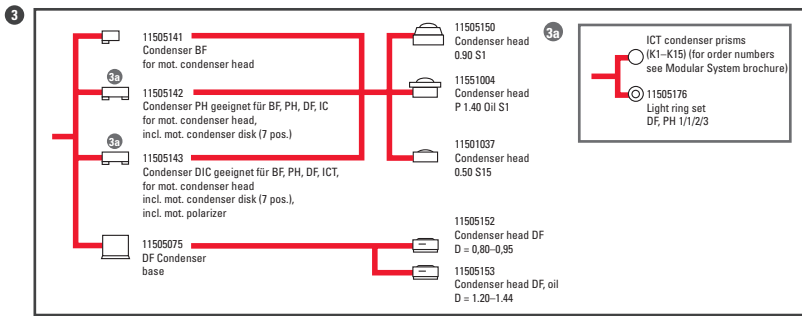 3
11505141
Condenser BF
for mot. condenser head
3a
11505142
Condenser PH geeignet für BF, PH, DF, IC
for mot. condenser head,
incl. mot. condenser disk (7 pos.)
3a
11505143
Condenser DIC geeignet für BF, PH, DF, ICT,
for mot. condenser head
incl. mot. condenser disk (7 pos.),
incl. mot. polarizer
11505075
DF Condenser
base
11505150
Condenser head
0.90 S1
11551004
Condenser head
P 1.40 Oil S1
11501037
Condenser head
0.50 S15
11505152
Condenser head DF
D = 0,80–0,95
11505153
Condenser head DF, oil
D = 1.20–1.44
3a
ICT condenser prisms
(K1–K15) (for order numbers
see Modular System brochure)
11505176
Light ring set
DF, PH 1/1/2/3